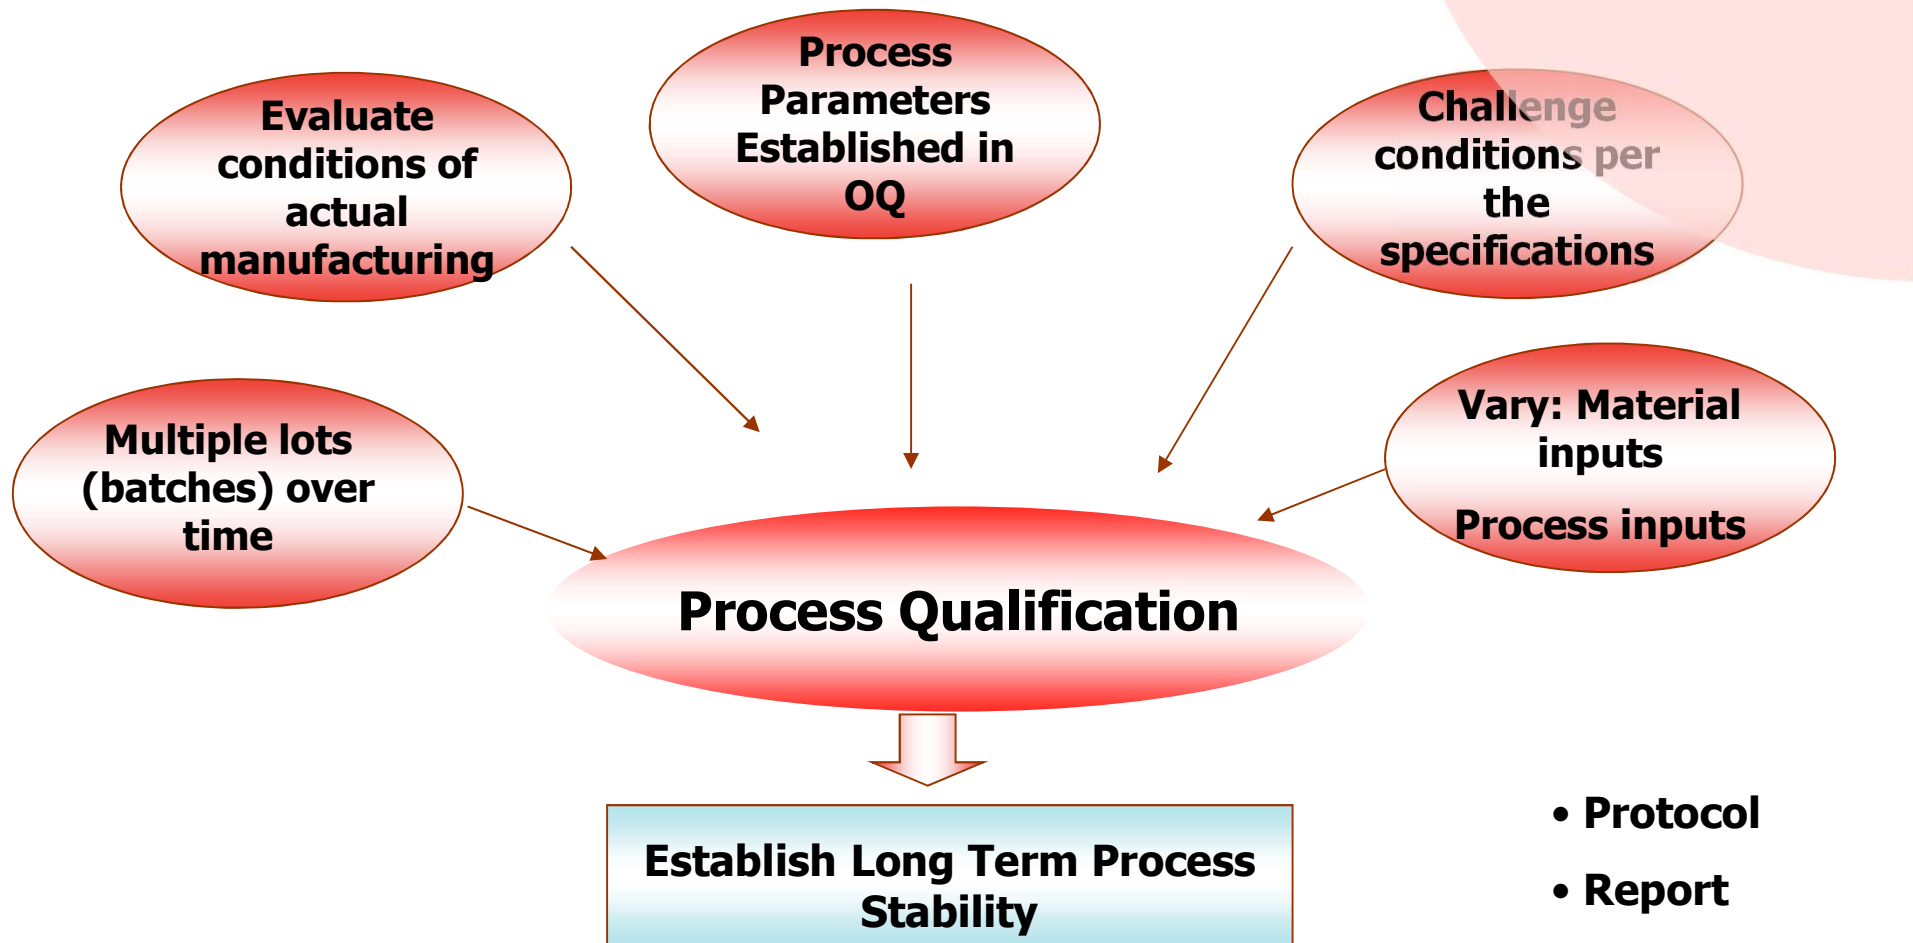 Process
Parameters
Established in
OQ
Evaluate
conditions of
actual
manufacturing
Challenge
conditions per
the
specifications
Multiple lots
(batches) over
time
Vary: Material
inputs
Process inputs
Process Qualification
Establish Long Term Process
Stability
• Protocol
• Report